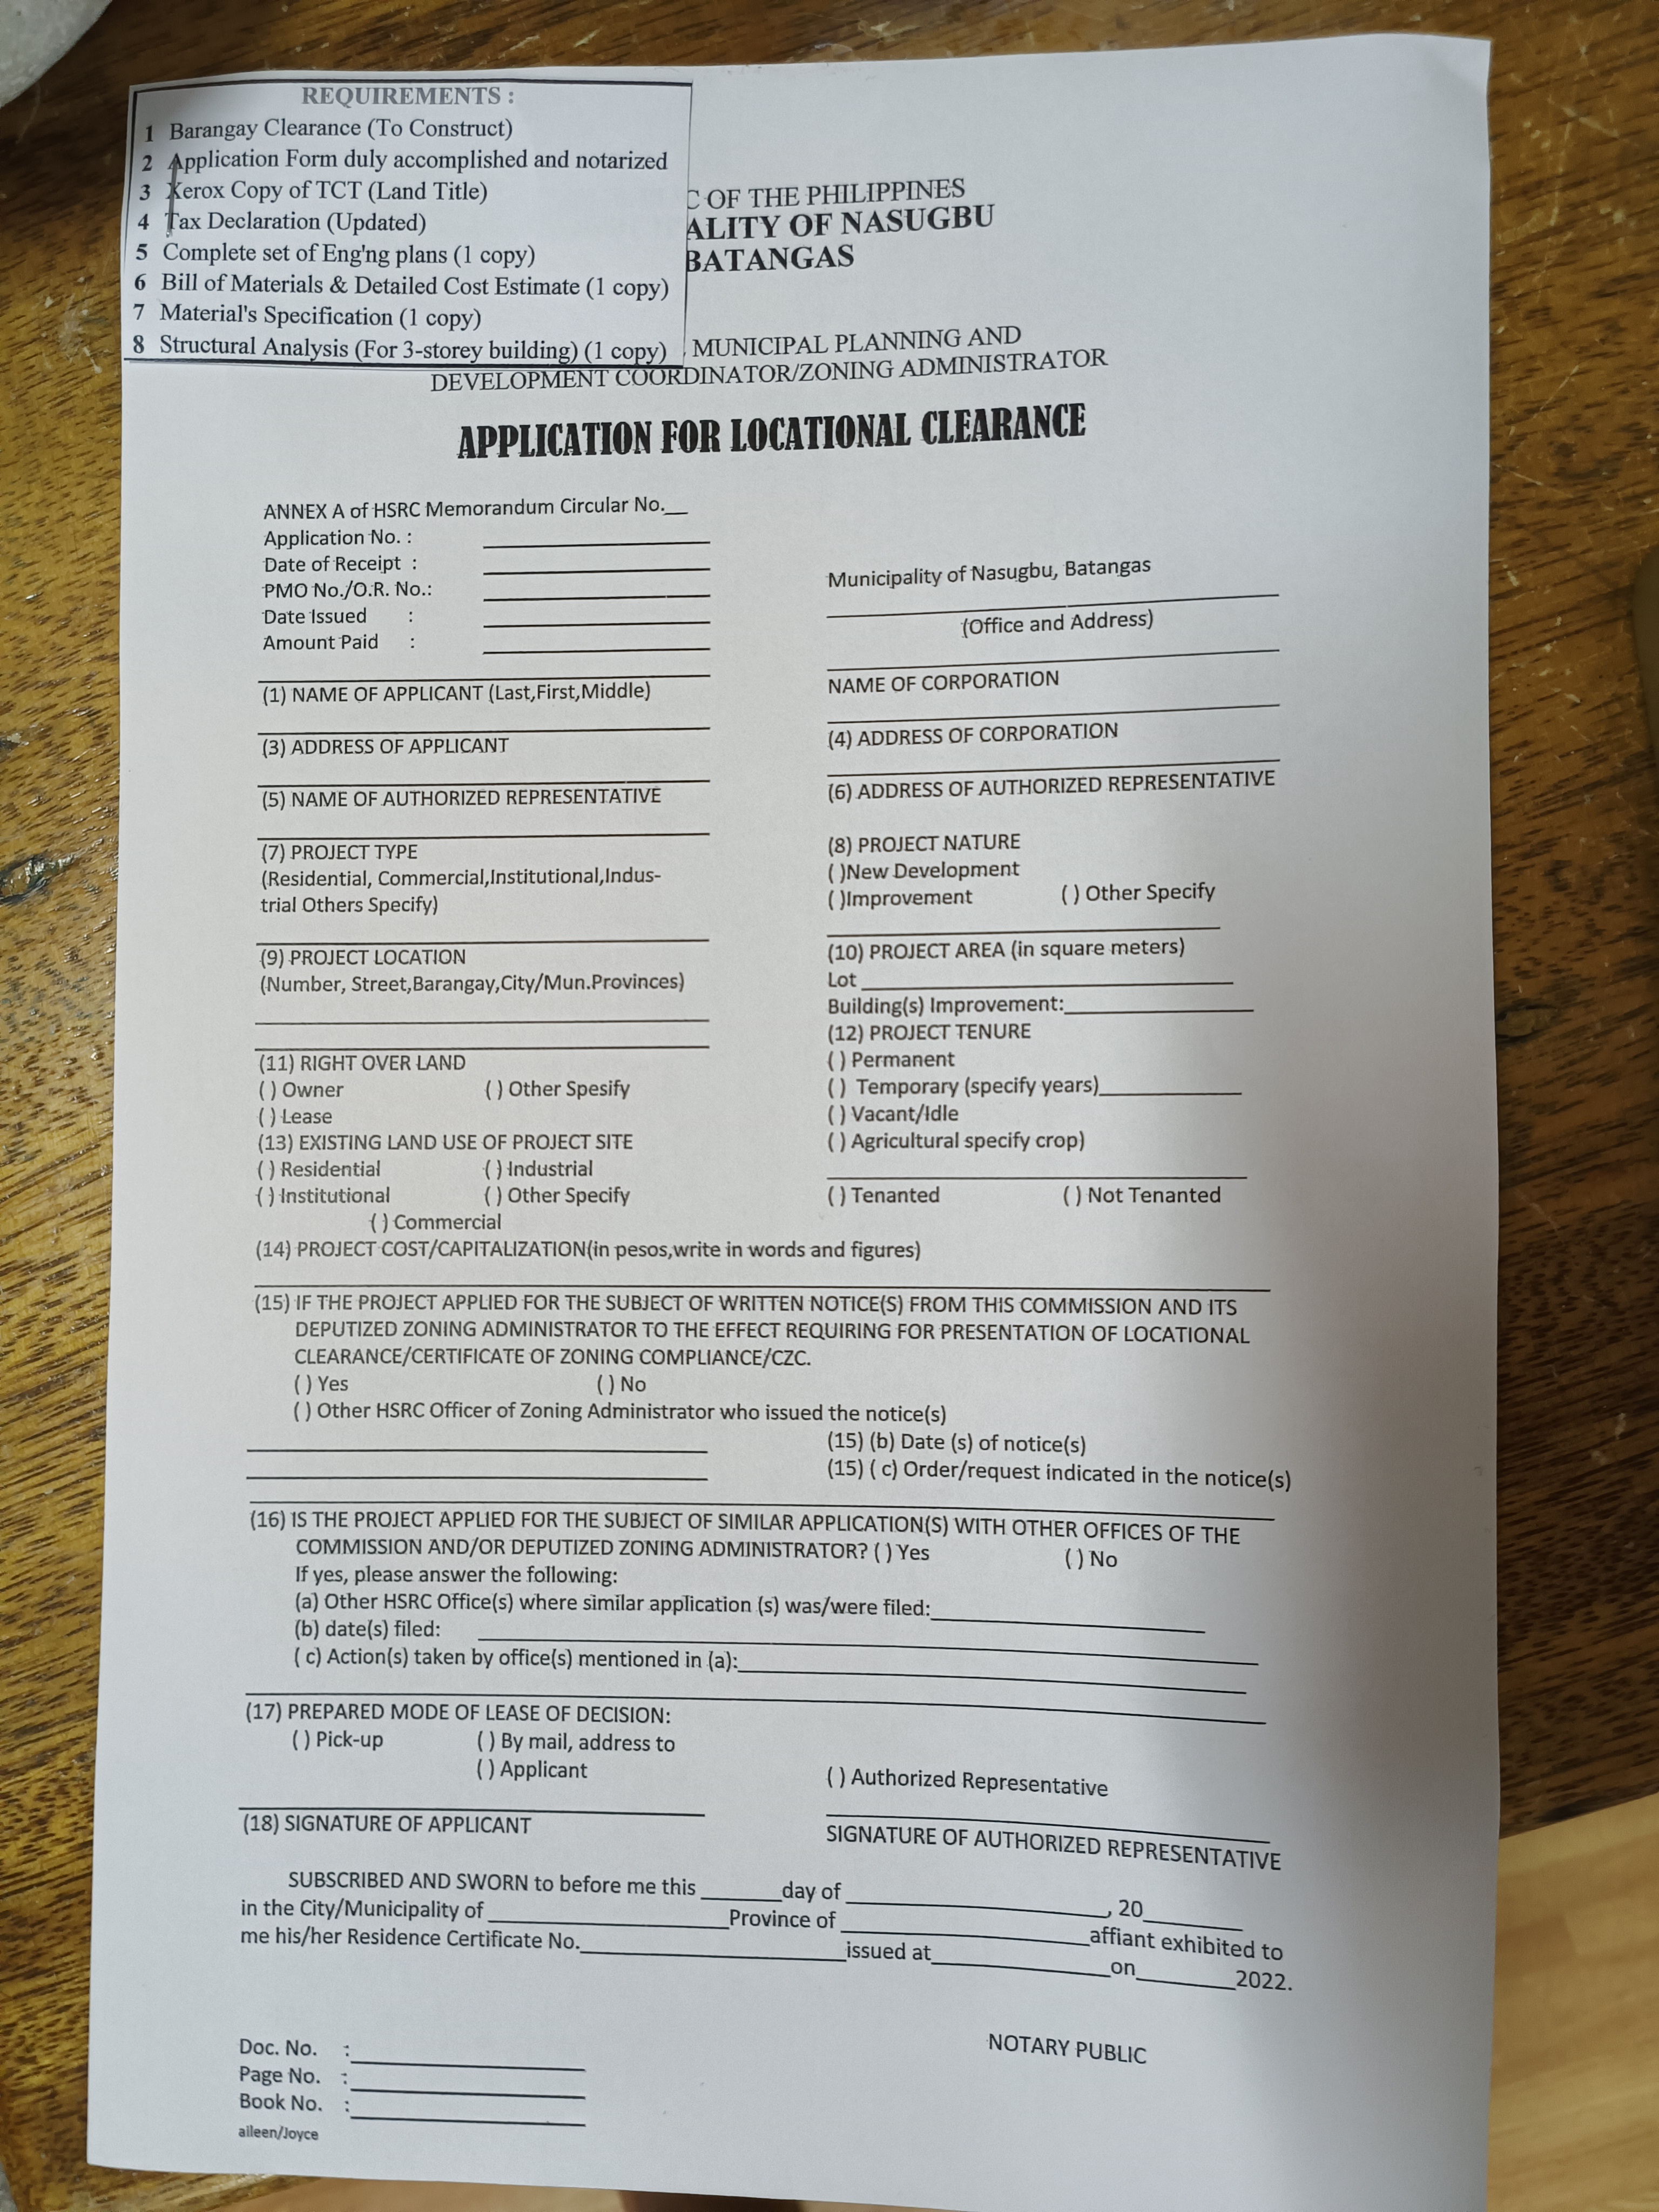 REQUIREMENTS :
1 Barangay Clearance (To Construct)
2 Application Form duly accomplished and notarized
3 Xerox Copy of TCT (Land Title)
4 Tax Declaration (Updated)
5 Complete set of Eng'ng plans (1 copy)
6 Bill of Materials & Detailed Cost Estimate (1 copy)
7 Material's Specification (1 copy)
8 Structural Analysis (For 3-storey building) (1 copy)
C OF THE PHILIPPINES
ALITY OF NASUGBU
BATANGAS
MUNICIPAL PLANNING AND
DEVELOPMENT COORDINATOR/ZONING ADMINISTRATOR
APPLICATION FOR LOCATIONAL CLEARANCE
ANNEX A of HSRC Memorandum Circular No.__
Application No. :
Date of Receipt :
PMO No./O.R. No.:
Date Issued :
Amount Paid :
Municipality of Nasugbu, Batangas
(Office and Address)
(1) NAME OF APPLICANT (Last,First,Middle)
NAME OF CORPORATION
(3) ADDRESS OF APPLICANT
(4) ADDRESS OF CORPORATION
(5) NAME OF AUTHORIZED REPRESENTATIVE
(6) ADDRESS OF AUTHORIZED REPRESENTATIVE
(7) PROJECT TYPE
(Residential, Commercial,Institutional,Indus-
trial Others Specify)
(8) PROJECT NATURE
( )New Development
( )Improvement ( ) Other Specify
(9) PROJECT LOCATION
(Number, Street,Barangay,City/Mun.Provinces)
(10) PROJECT AREA (in square meters)
Lot
Building(s) Improvement:
(11) RIGHT OVER LAND
( ) Owner ( ) Other Spesify
( ) Lease
(12) PROJECT TENURE
( ) Permanent
( ) Temporary (specify years)
( ) Vacant/Idle
( ) Agricultural specify crop)
( ) Tenanted ( ) Not Tenanted
(13) EXISTING LAND USE OF PROJECT SITE
( ) Residential ( ) Industrial
( ) Institutional ( ) Other Specify
( ) Commercial
(14) PROJECT COST/CAPITALIZATION(in pesos,write in words and figures)
(15) IF THE PROJECT APPLIED FOR THE SUBJECT OF WRITTEN NOTICE(S) FROM THIS COMMISSION AND ITS
DEPUTIZED ZONING ADMINISTRATOR TO THE EFFECT REQUIRING FOR PRESENTATION OF LOCATIONAL
CLEARANCE/CERTIFICATE OF ZONING COMPLIANCE/CZC.
( ) Yes ( ) No
( ) Other HSRC Officer of Zoning Administrator who issued the notice(s)
(15) (b) Date (s) of notice(s)
(15) ( c) Order/request indicated in the notice(s)
(16) IS THE PROJECT APPLIED FOR THE SUBJECT OF SIMILAR APPLICATION(S) WITH OTHER OFFICES OF THE
COMMISSION AND/OR DEPUTIZED ZONING ADMINISTRATOR? ( ) Yes ( ) No
If yes, please answer the following:
(a) Other HSRC Office(s) where similar application (s) was/were filed:
(b) date(s) filed:
( c) Action(s) taken by office(s) mentioned in (a):
(17) PREPARED MODE OF LEASE OF DECISION:
( ) Pick-up ( ) By mail, address to
( ) Applicant ( ) Authorized Representative
(18) SIGNATURE OF APPLICANT
SIGNATURE OF AUTHORIZED REPRESENTATIVE
SUBSCRIBED AND SWORN to before me this ______day of ____________________, 20________
in the City/Municipality of __________________Province of ___________________affiant exhibited to
me his/her Residence Certificate No.____________________issued at_____________on_______2022.
NOTARY PUBLIC
Doc. No. :
Page No. :
Book No. :
aileen/Joyce